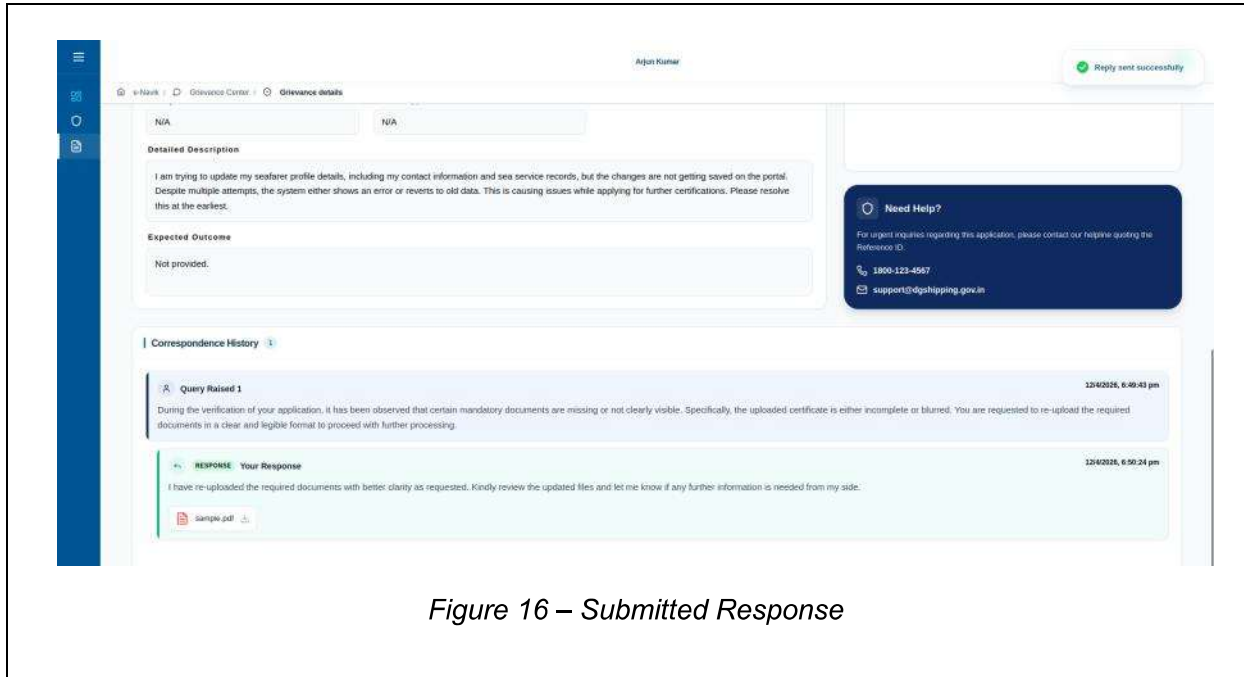 Arjun Kumar
Reply sent successfully
e-Navik / Grievance Center / Grievance details
N/A
N/A
Detailed Description
I am trying to update my seafarer profile details, including my contact information and sea service records, but the changes are not getting saved on the portal.
Despite multiple attempts, the system either shows an error or reverts to old data. This is causing issues while applying for further certifications. Please resolve
this at the earliest.
Expected Outcome
Not provided.
Need Help?
For urgent inquiries regarding this application, please contact our helpline quoting the
Reference ID.
1800-123-4567
support@dgshipping.gov.in
Correspondence History 1
Query Raised 1
12/4/2026, 6:49:43 pm
During the verification of your application, it has been observed that certain mandatory documents are missing or not clearly visible. Specifically, the uploaded certificate is either incomplete or blurred. You are requested to re-upload the required
documents in a clear and legible format to proceed with further processing.
RESPONSE Your Response
12/4/2026, 6:50:24 pm
I have re-uploaded the required documents with better clarity as requested. Kindly review the updated files and let me know if any further information is needed from my side.
sample.pdf
Figure 16 – Submitted Response